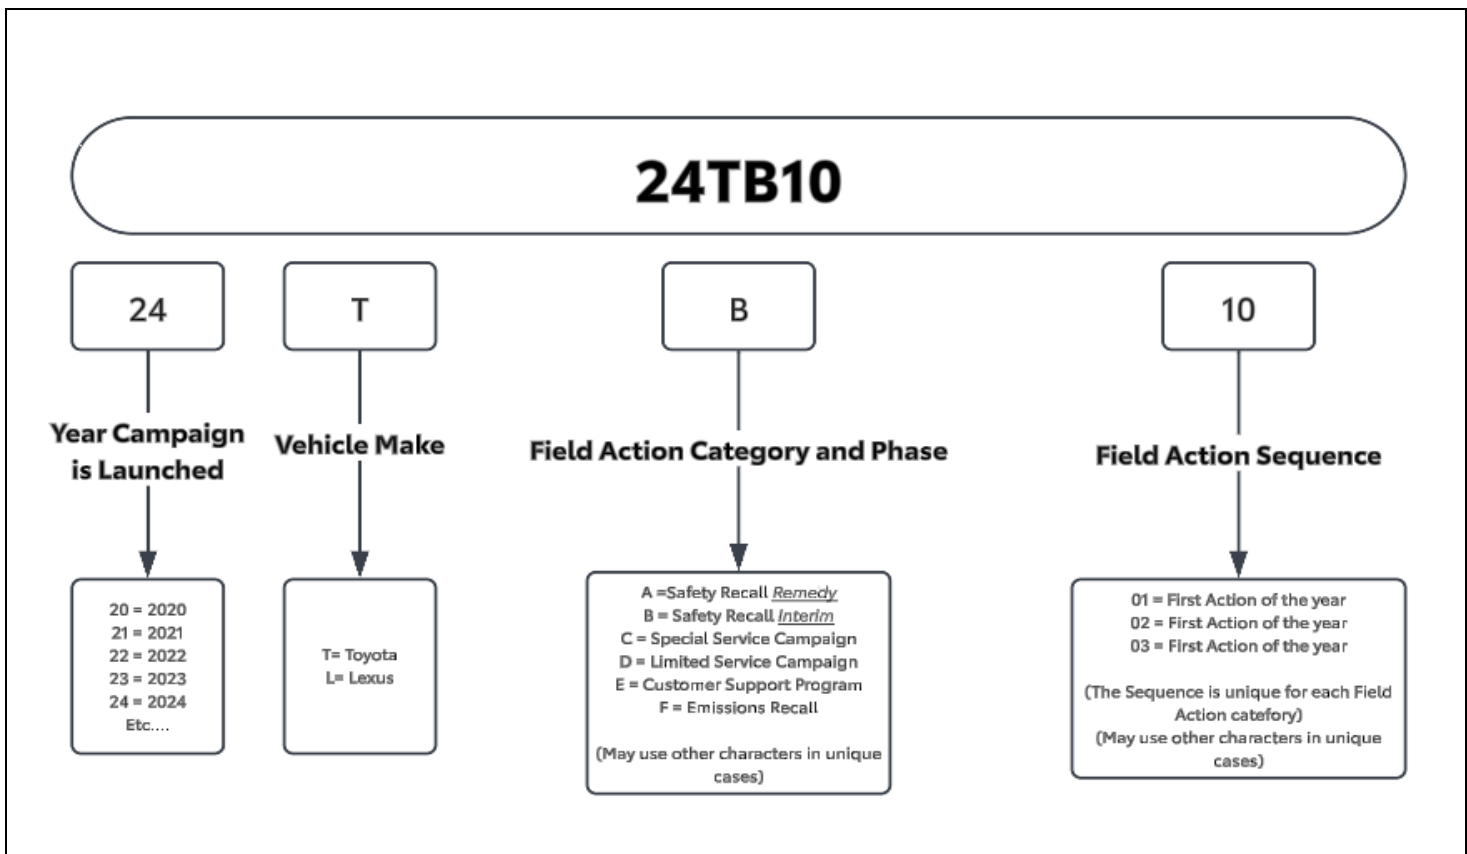 24TB10
24
T
B
10
Year Campaign
is Launched
Vehicle Make
Field Action Category and Phase
Field Action Sequence
20 = 2020
21 = 2021
22 = 2022
23 = 2023
24 = 2024
Etc....
T= Toyota
L= Lexus
A =Safety Recall Remedy
B = Safety Recall Interim
C = Special Service Campaign
D = Limited Service Campaign
E = Customer Support Program
F = Emissions Recall
(May use other characters in unique
cases)
01 = First Action of the year
02 = First Action of the year
03 = First Action of the year
(The Sequence is unique for each Field
Action catefory)
(May use other characters in unique
cases)